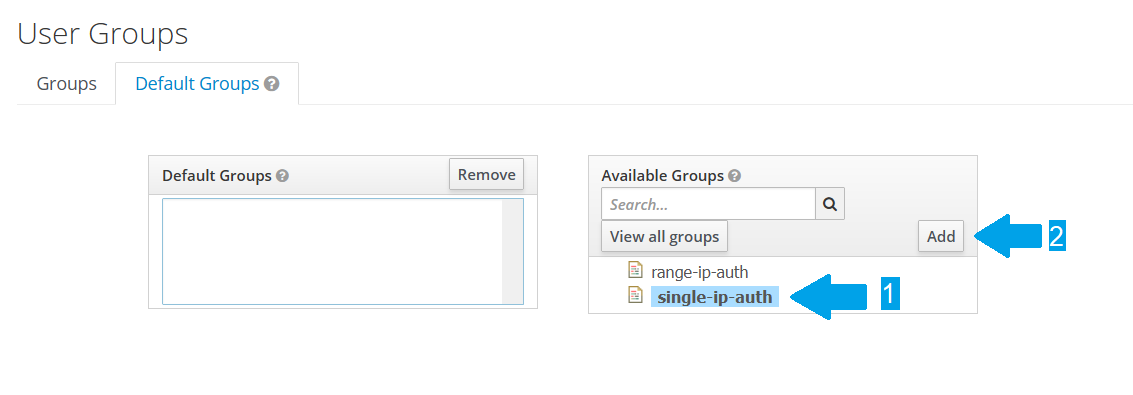 User Groups
Groups
Default Groups
Default Groups
Remove
Available Groups
Search...
View all groups
Add
2
range-ip-auth
single-ip-auth
1